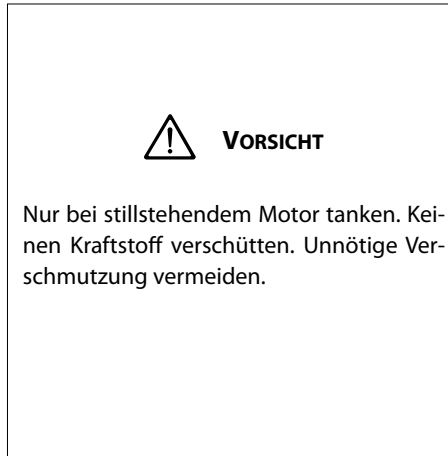 VORSICHT
Nur bei stillstehendem Motor tanken. Kei-
nen Kraftstoff verschütten. Unnötige Ver-
schmutzung vermeiden.